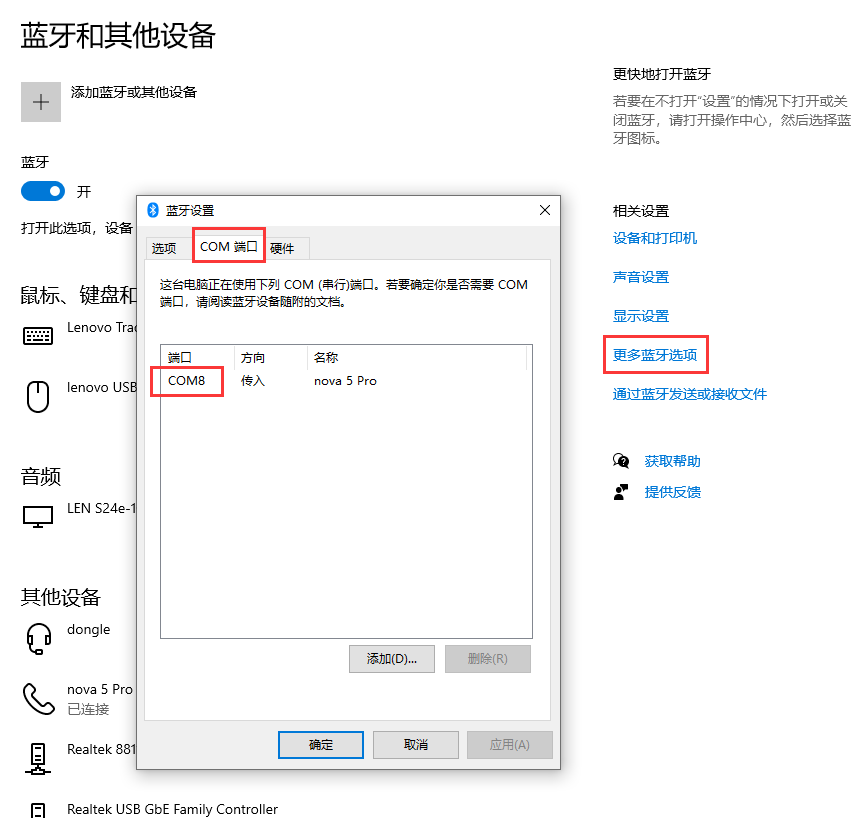 蓝牙和其他设备
添加蓝牙或其他设备
蓝牙
开
打开此选项，设备
鼠标、键盘和
Lenovo Trac
lenovo USB
音频
LEN S24e-1
其他设备
dongle
nova 5 Pro
已连接
Realtek 881
Realtek USB GbE Family Controller
蓝牙设置
选项
COM 端口
硬件
这台电脑正在使用下列 COM (串行)端口。若要确定你是否需要 COM
端口，请阅读蓝牙设备随附的文档。
端口 方向 名称
COM8 传入 nova 5 Pro
添加(D)...
删除(R)
确定
取消
应用(A)
更快地打开蓝牙
若要在不打开“设置”的情况下打开或关
闭蓝牙，请打开操作中心，然后选择蓝
牙图标。
相关设置
设备和打印机
声音设置
显示设置
更多蓝牙选项
通过蓝牙发送或接收文件
获取帮助
提供反馈